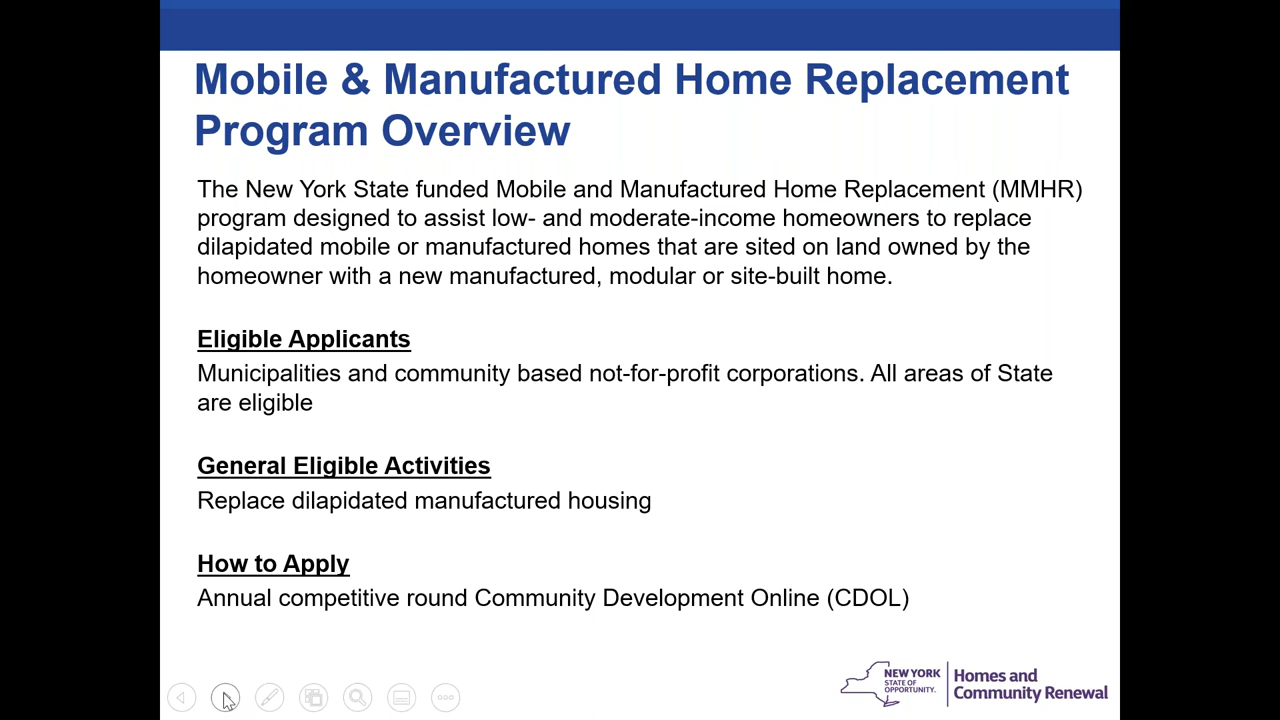 Mobile & Manufactured Home Replacement
Program Overview
The New York State funded Mobile and Manufactured Home Replacement (MMHR)
program designed to assist low- and moderate-income homeowners to replace
dilapidated mobile or manufactured homes that are sited on land owned by the
homeowner with a new manufactured, modular or site-built home.
Eligible Applicants
Municipalities and community based not-for-profit corporations. All areas of State
are eligible
General Eligible Activities
Replace dilapidated manufactured housing
How to Apply
Annual competitive round Community Development Online (CDOL)
NEW YORK
STATE OF
OPPORTUNITY.
Homes and
Community Renewal